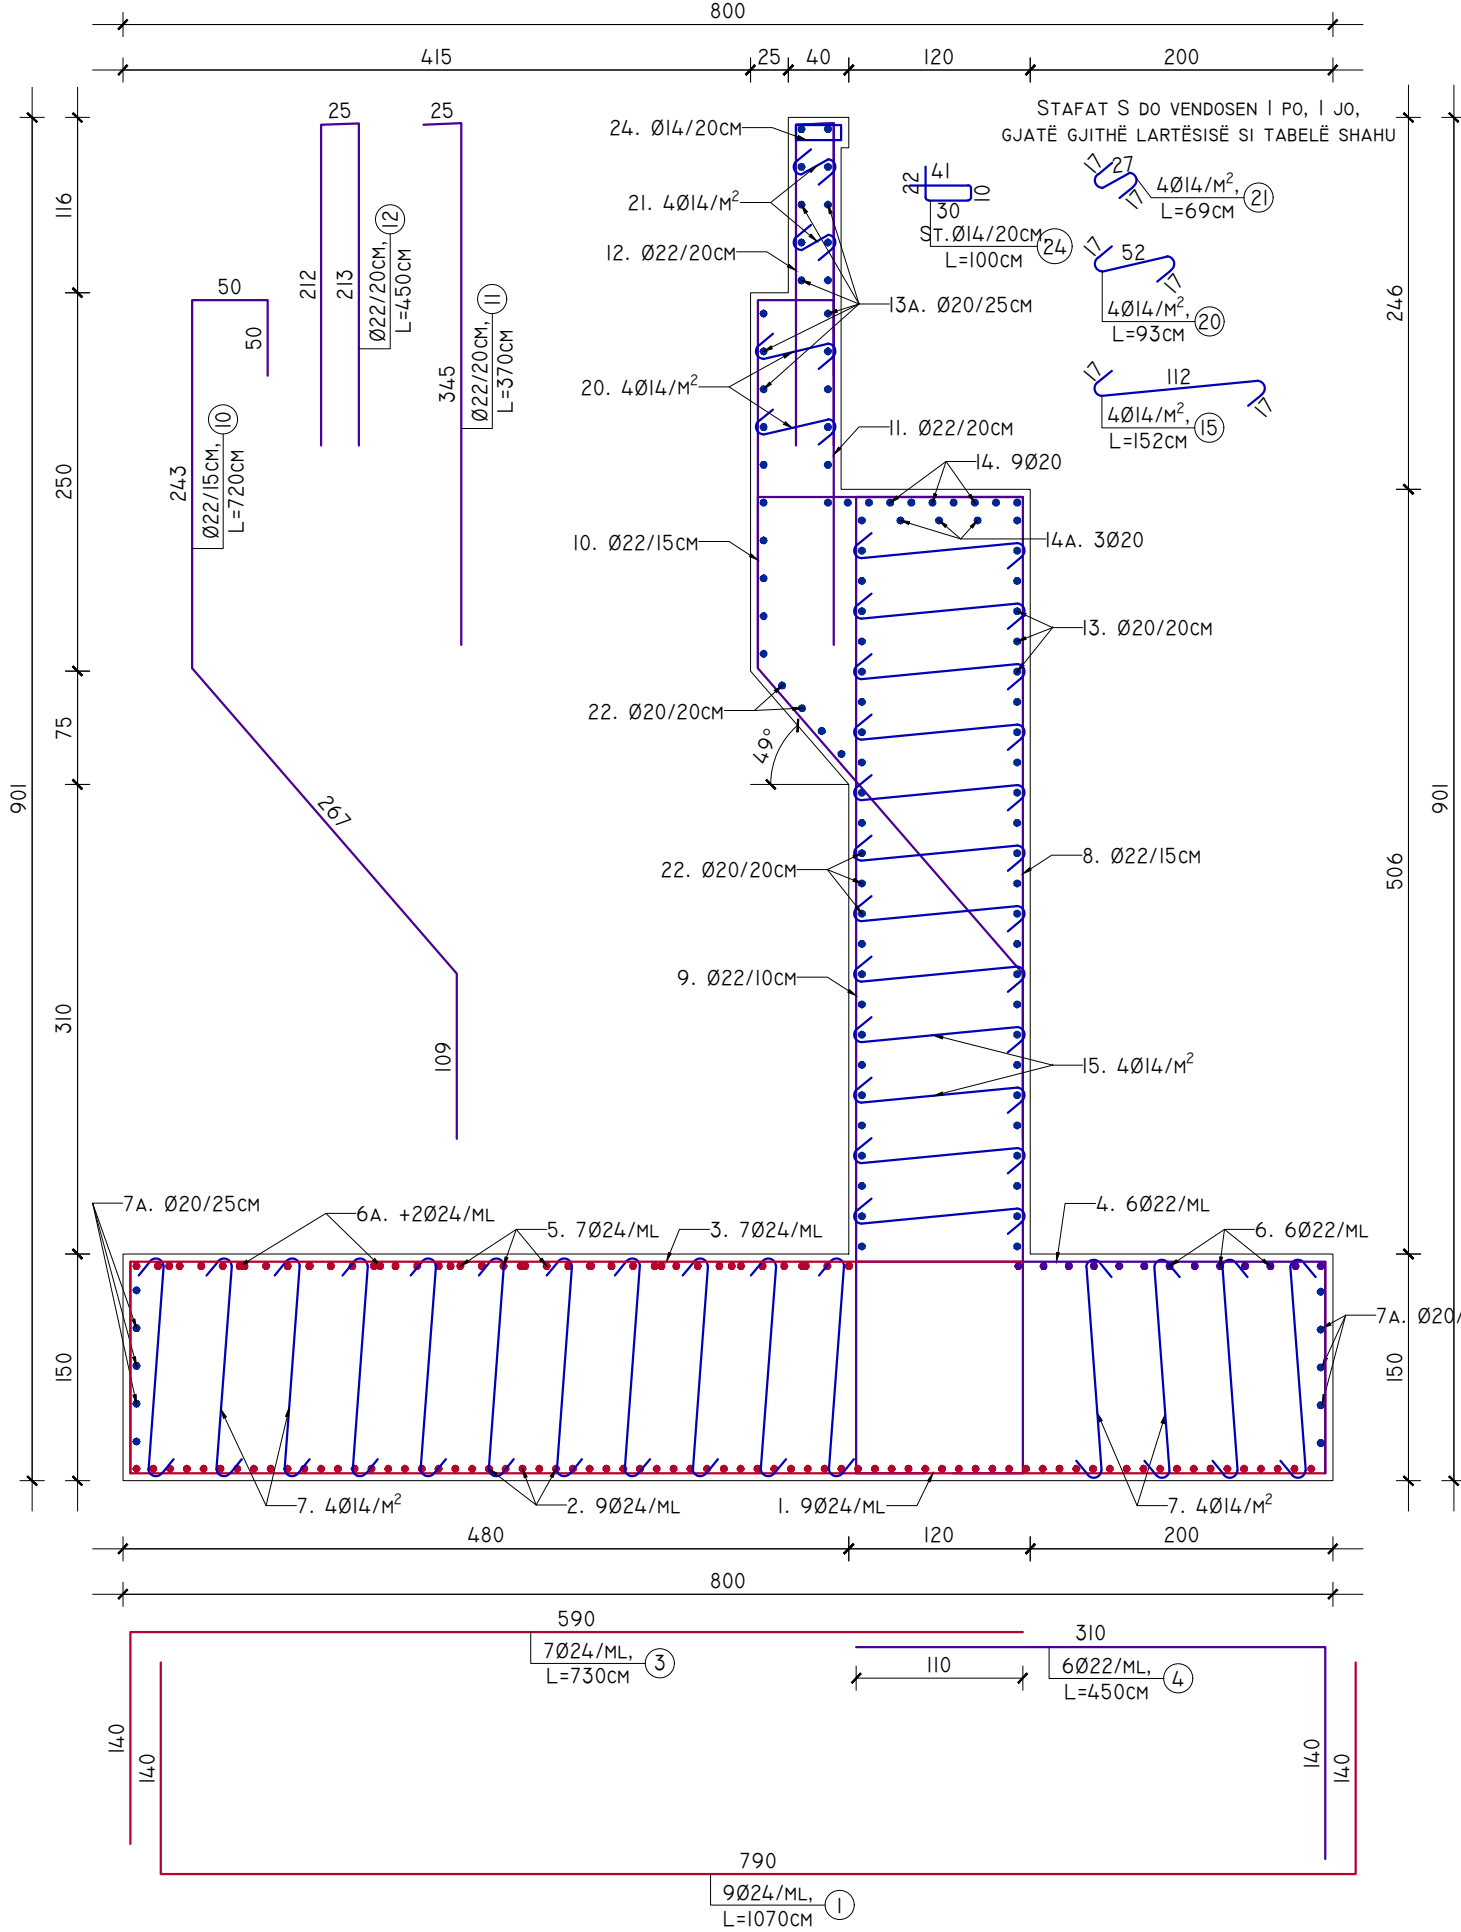 800
415
25
40
120
200
STAFAT S DO VENDOSEN 1 PO, 1 JO,
GJATË GJITHË LARTËSISË SI TABELË SHAHU
25
25
24. Ø14/20CM
21. 4Ø14/M²
12. Ø22/20CM
13A. Ø20/25CM
20. 4Ø14/M²
11. Ø22/20CM
14. 9Ø20
14A. 3Ø20
10. Ø22/15CM
13. Ø20/20CM
22. Ø20/20CM
49°
22. Ø20/20CM
8. Ø22/15CM
9. Ø22/10CM
15. 4Ø14/M²
41
22
10
30
ST.Ø14/20CM,
24
L=100CM
17
27
17
4Ø14/M²,
21
L=69CM
17
52
17
4Ø14/M²,
20
L=93CM
17
112
17
4Ø14/M²,
15
L=152CM
116
250
75
310
150
901
246
506
150
901
50
50
243
Ø22/15CM,
10
L=720CM
267
109
212
213
Ø22/20CM,
12
L=450CM
345
Ø22/20CM,
11
L=370CM
7A. Ø20/25CM
6A. +2Ø24/ML
5. 7Ø24/ML
3. 7Ø24/ML
4. 6Ø22/ML
6. 6Ø22/ML
7A. Ø20/
7. 4Ø14/M²
2. 9Ø24/ML
1. 9Ø24/ML
7. 4Ø14/M²
480
120
200
800
590
7Ø24/ML,
3
L=730CM
310
110
6Ø22/ML,
4
L=450CM
140
140
140
140
790
9Ø24/ML,
1
L=1070CM